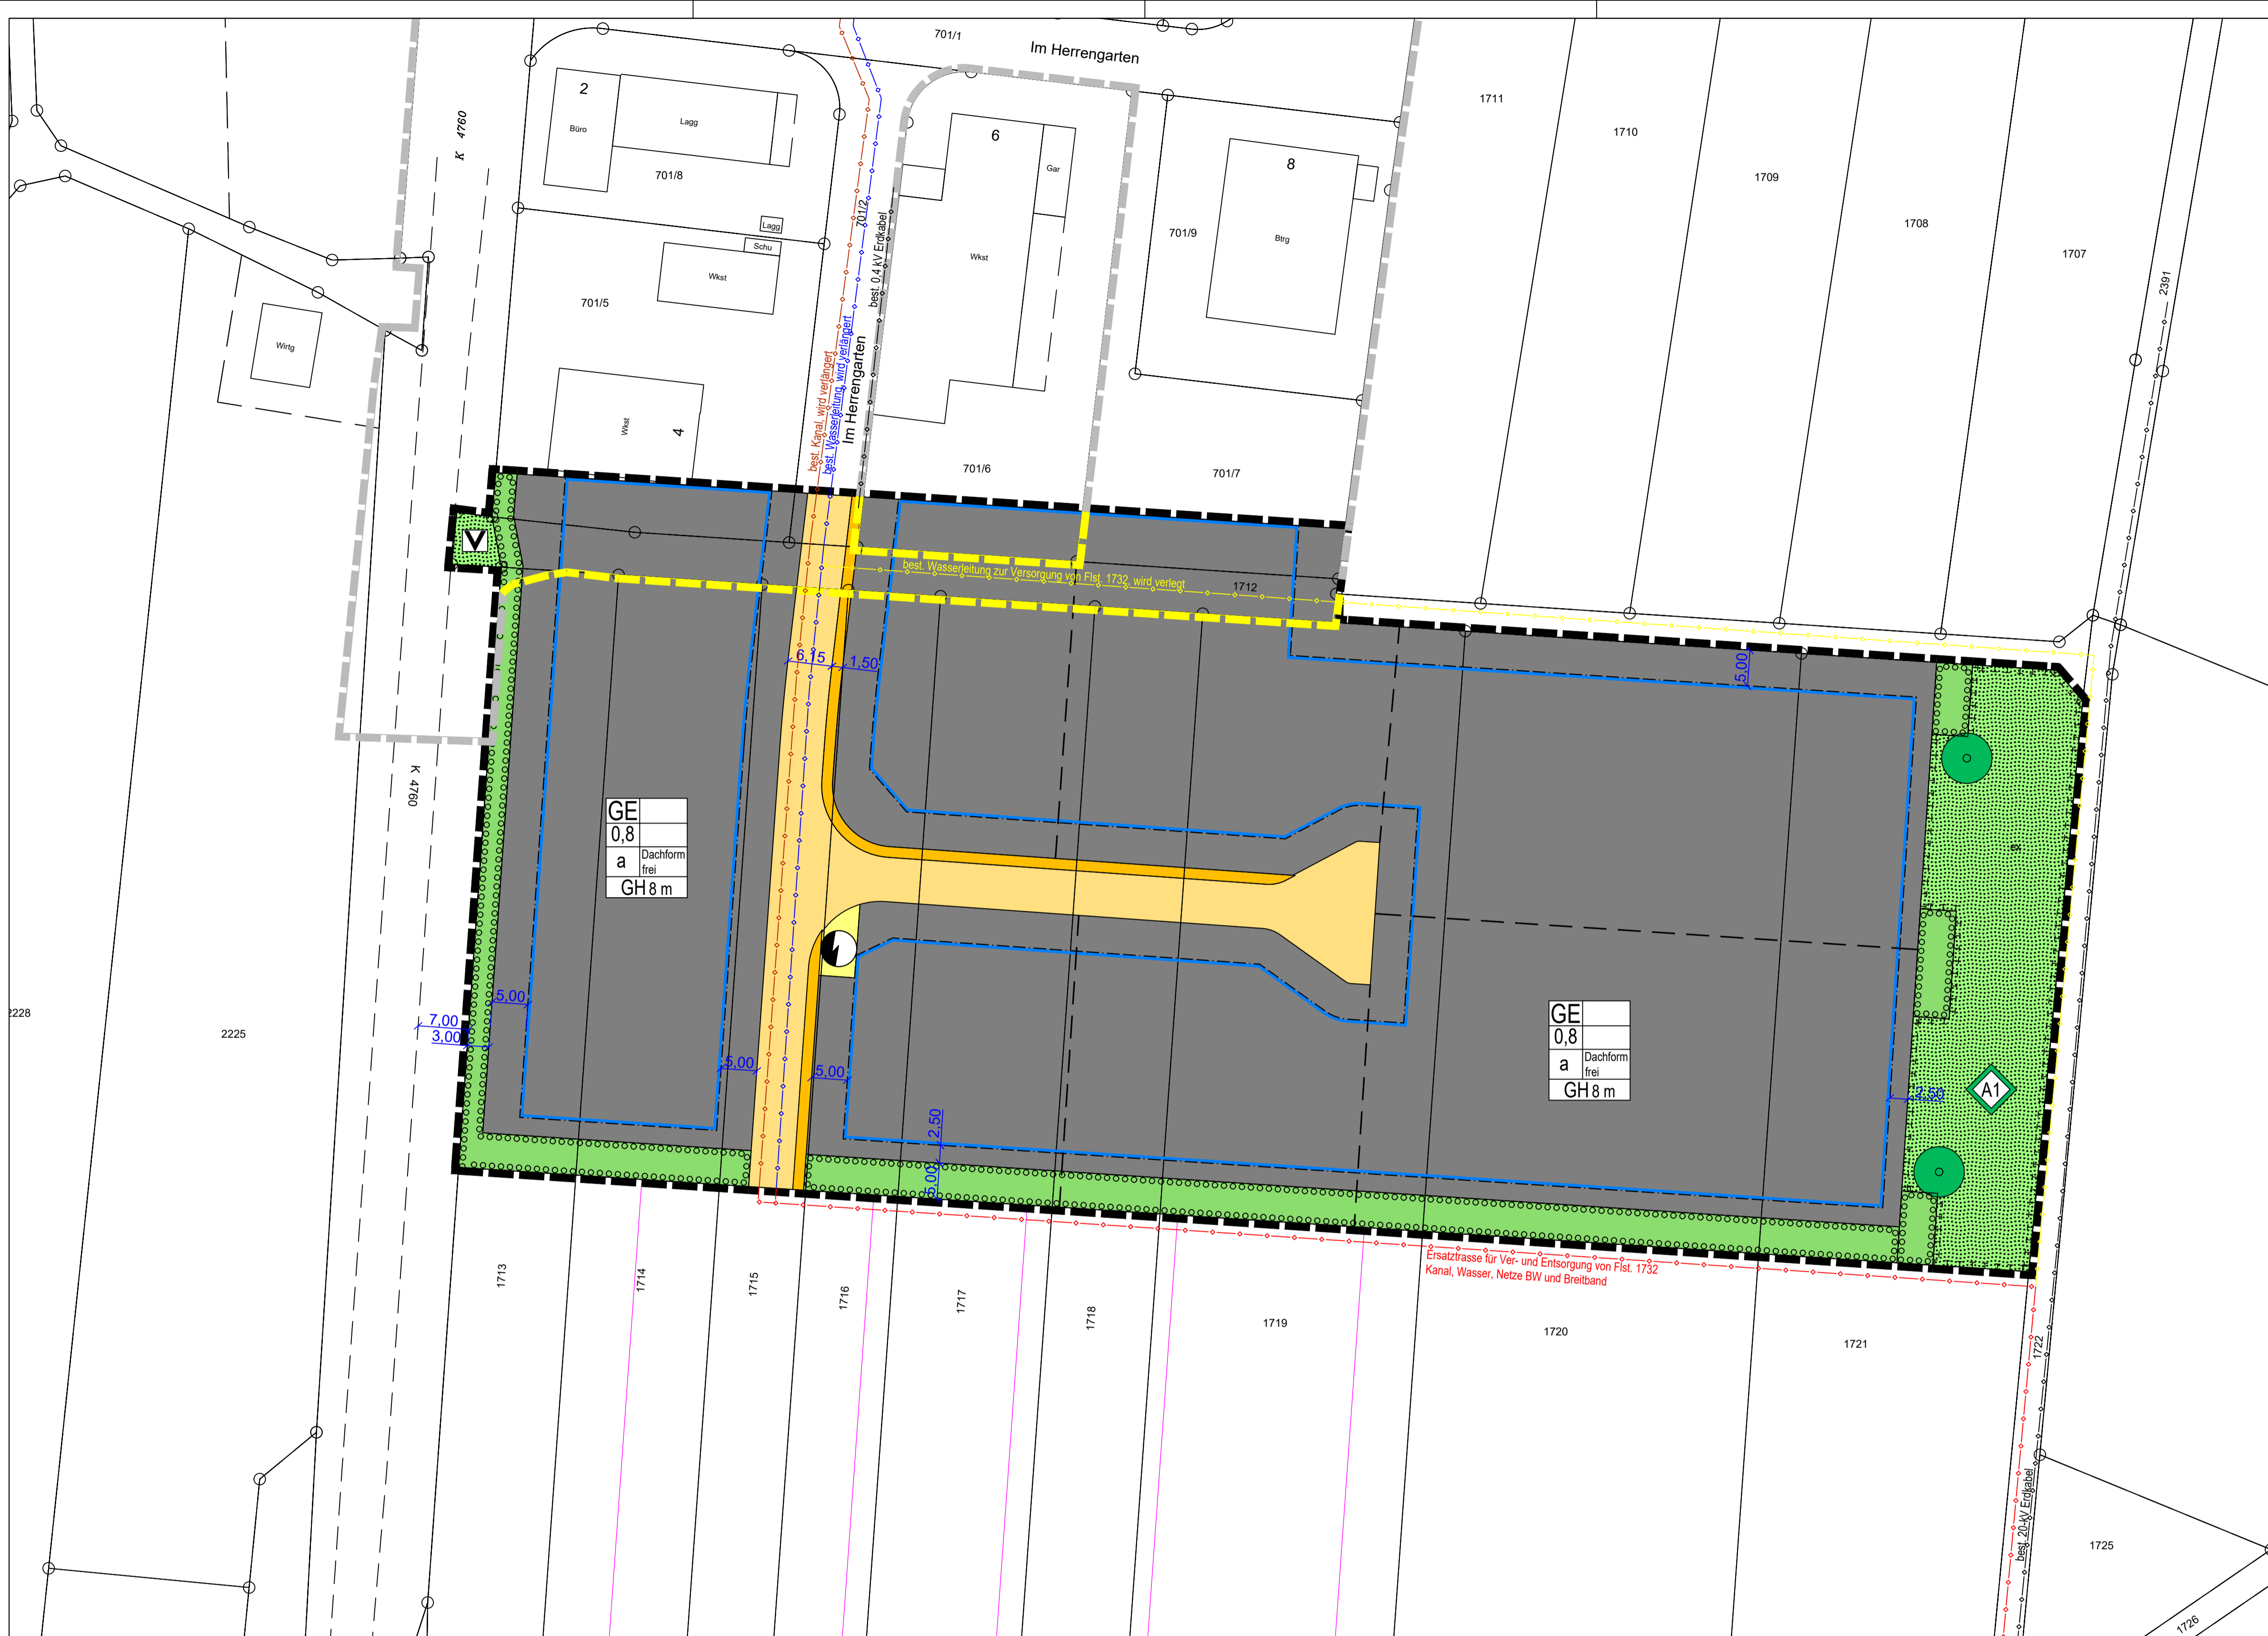 701/1
Im Herrengarten
K 4760
2
Büro
Lagg
701/8
Lagg
Schu
Wkst
701/5
Wkst
4
Wirtg
701/2
best. 0,4 kV Erdkabel
best. Kanal, wird verlängert
best. Wasserleitung, wird verlängert
Im Herrengarten
6
Gar
Wkst
701/6
8
Btrg
701/9
701/7
1711
1710
1709
1708
1707
2391
best. Wasserleitung zur Versorgung von Flst. 1732, wird verlegt
1712
V
6,15
1,50
5,00
K 4760
GE
0,8
a
Dachform
frei
GH 8 m
GE
0,8
a
Dachform
frei
GH 8 m
5,00
7,00
3,00
5,00
5,00
2,50
5,00
2,50
A1
2228
2225
1713
1714
1715
1716
1717
1718
1719
1720
1721
1722
Ersatztrasse für Ver- und Entsorgung von Flst. 1732
Kanal, Wasser, Netze BW und Breitband
best. 20-kV Erdkabel
1725
1726